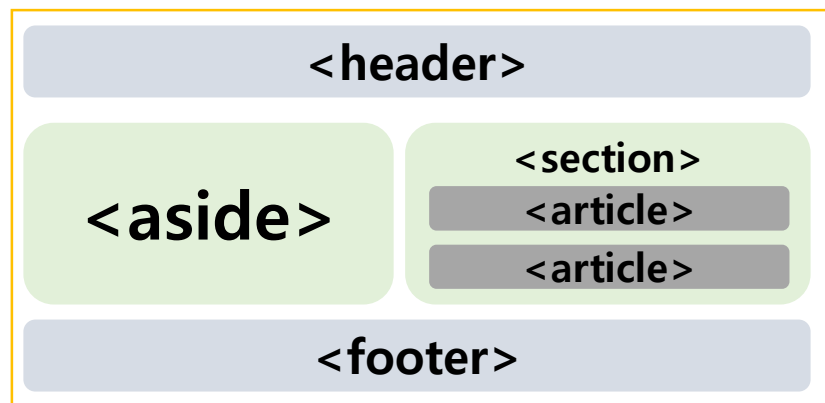 <header>
<aside>
<section>
<article>
<article>
<footer>